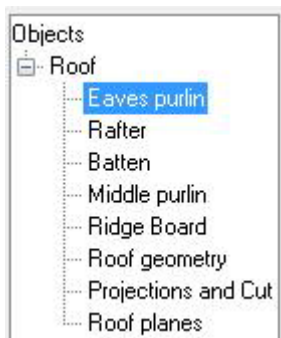 Objects
Roof
Eaves purlin
Rafter
Batten
Middle purlin
Ridge Board
Roof geometry
Projections and Cut
Roof planes